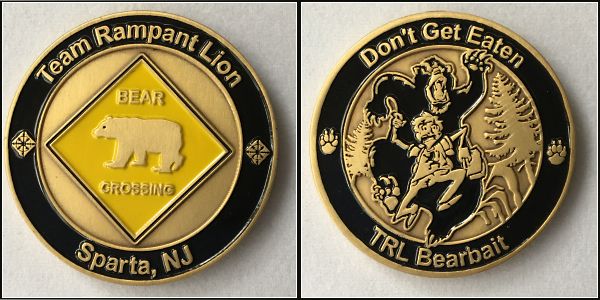 Team Rampant Lion
BEAR
CROSSING
Sparta, NJ
Don't Get Eaten
TRL Bearbait